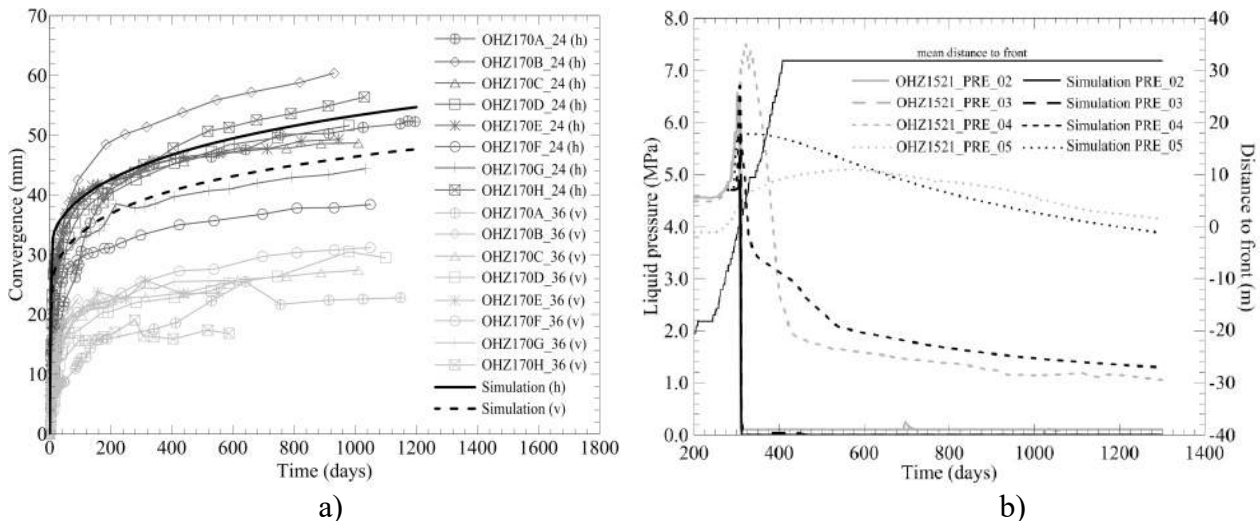 70
60
50
40
30
20
10
0
Convergence (mm)
0 200 400 600 800 1000 1200 1400 1600 1800
Time (days)
OHZ170A_24 (h)
OHZ170B_24 (h)
OHZ170C_24 (h)
OHZ170D_24 (h)
OHZ170E_24 (h)
OHZ170F_24 (h)
OHZ170G_24 (h)
OHZ170H_24 (h)
OHZ170A_36 (v)
OHZ170B_36 (v)
OHZ170C_36 (v)
OHZ170D_36 (v)
OHZ170E_36 (v)
OHZ170F_36 (v)
OHZ170G_36 (v)
OHZ170H_36 (v)
Simulation (h)
Simulation (v)
a)
8.0
7.0
6.0
5.0
4.0
3.0
2.0
1.0
0.0
Liquid pressure (MPa)
mean distance to front
OHZ1521_PRE_02 Simulation PRE_02
OHZ1521_PRE_03 Simulation PRE_03
OHZ1521_PRE_04 Simulation PRE_04
OHZ1521_PRE_05 Simulation PRE_05
40
30
20
10
0
-10
-20
-30
-40
Distance to front (m)
200 400 600 800 1000 1200 1400
Time (days)
b)